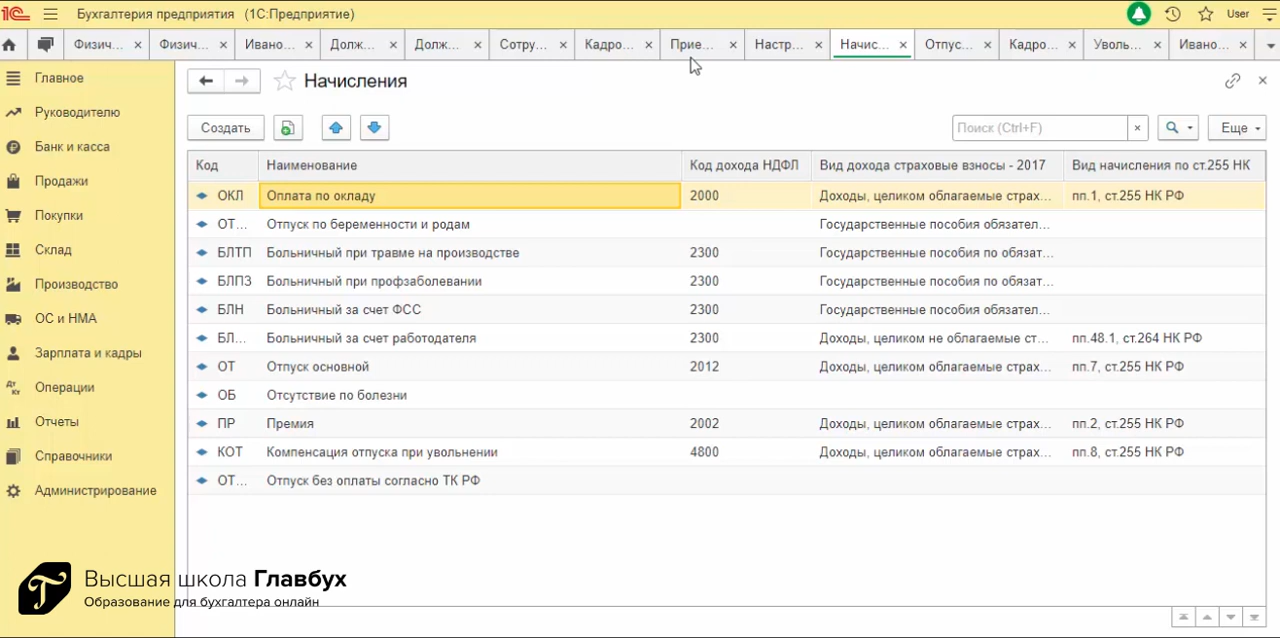 1С Бухгалтерия предприятия (1С:Предприятие) User
Физич... Физич... Ивано... Долж... Долж... Сотру... Кадро... Прие... Настр... Начис... Отпус... Кадро... Уволь... Ивано...
Главное
Руководителю
Банк и касса
Продажи
Покупки
Склад
Производство
ОС и НМА
Зарплата и кадры
Операции
Отчеты
Справочники
Администрирование
Начисления
Создать Поиск (Ctrl+F) Еще
Код Наименование Код дохода НДФЛ Вид дохода страховые взносы - 2017 Вид начисления по ст.255 НК
ОКЛ Оплата по окладу 2000 Доходы, целиком облагаемые страх... пп.1, ст.255 НК РФ
ОТ... Отпуск по беременности и родам Государственные пособия обязател...
БЛТП Больничный при травме на производстве 2300 Государственные пособия по обязат...
БЛПЗ Больничный при профзаболевании 2300 Государственные пособия по обязат...
БЛН Больничный за счет ФСС 2300 Государственные пособия обязател...
БЛ... Больничный за счет работодателя 2300 Доходы, целиком не облагаемые ст... пп.48.1, ст.264 НК РФ
ОТ Отпуск основной 2012 Доходы, целиком облагаемые страх... пп.7, ст.255 НК РФ
ОБ Отсутствие по болезни
ПР Премия 2002 Доходы, целиком облагаемые страх... пп.2, ст.255 НК РФ
КОТ Компенсация отпуска при увольнении 4800 Доходы, целиком облагаемые страх... пп.8, ст.255 НК РФ
ОТ... Отпуск без оплаты согласно ТК РФ
Высшая школа Главбух
Образование для бухгалтера онлайн